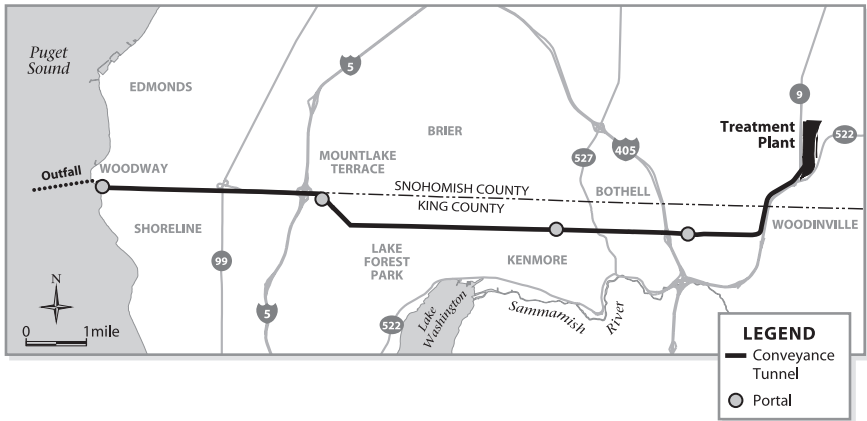 Puget
Sound
EDMONDS
5
9
BRIER
Treatment
Plant
522
MOUNTLAKE
TERRACE
527
405
Outfall
WOODWAY
SNOHOMISH COUNTY
BOTHELL
KING COUNTY
SHORELINE
WOODINVILLE
99
LAKE
FOREST
PARK
KENMORE
N
0 1 mile
5
522
Lake
Washington
Sammamish
River
LEGEND
Conveyance
Tunnel
Portal